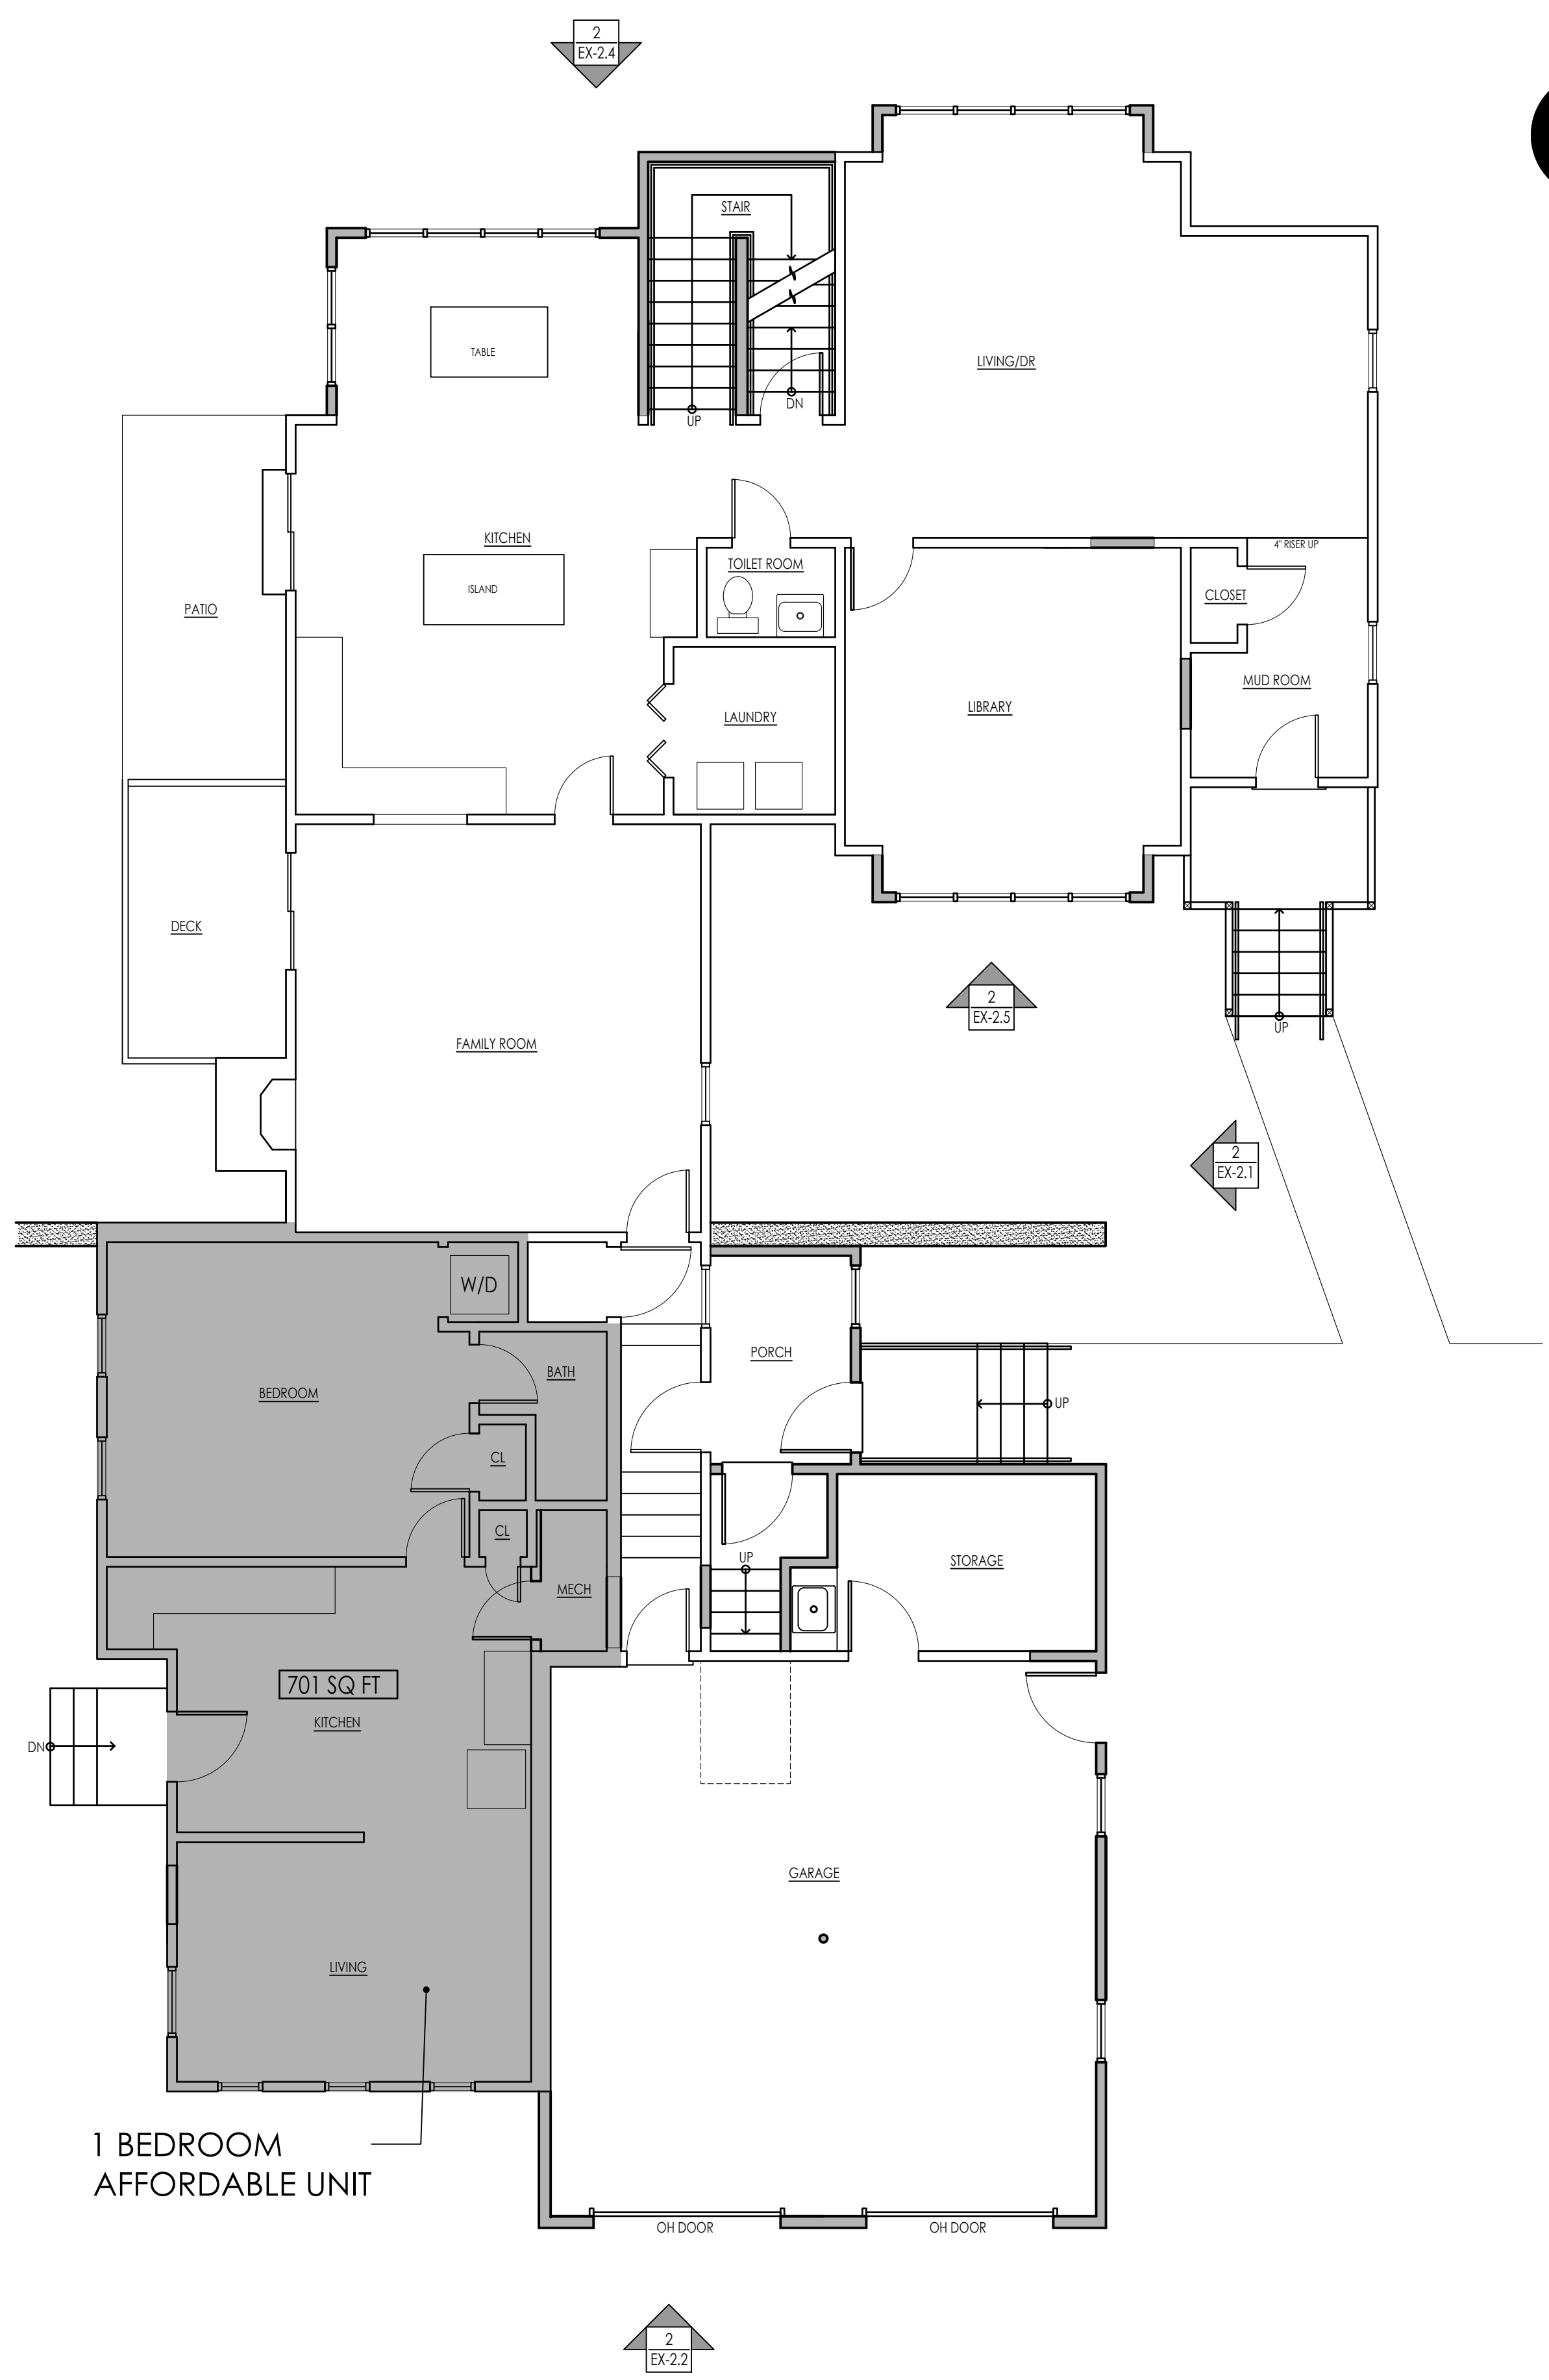 2
EX-2.4
STAIR
TABLE
LIVING/DR
DN
UP
KITCHEN
4" RISER UP
TOILET ROOM
ISLAND
CLOSET
PATIO
MUD ROOM
LIBRARY
LAUNDRY
DECK
2
EX-2.5
UP
FAMILY ROOM
2
EX-2.1
W/D
PORCH
BATH
BEDROOM
UP
CL
CL
UP
STORAGE
MECH
701 SQ FT
KITCHEN
DN
GARAGE
LIVING
1 BEDROOM
AFFORDABLE UNIT
OH DOOR
OH DOOR
2
EX-2.2